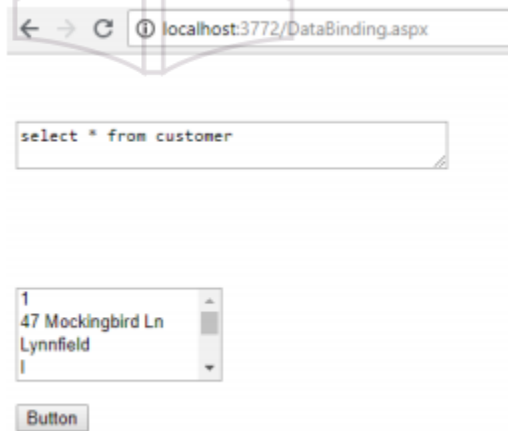 localhost:3772/DataBinding.aspx
select * from customer
1
47 Mockingbird Ln
Lynnfield
Button